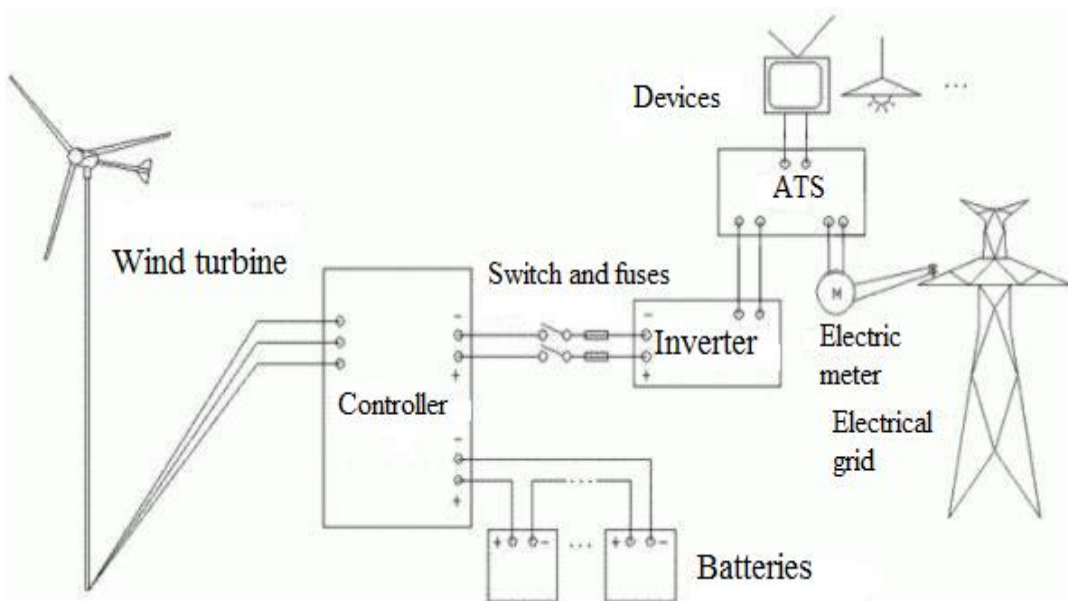 Devices
...
ATS
Wind turbine
Switch and fuses
M
-
-
Inverter
Electric
meter
+
+
Controller
Electrical
grid
-
+
+ - ... + -
...
Batteries